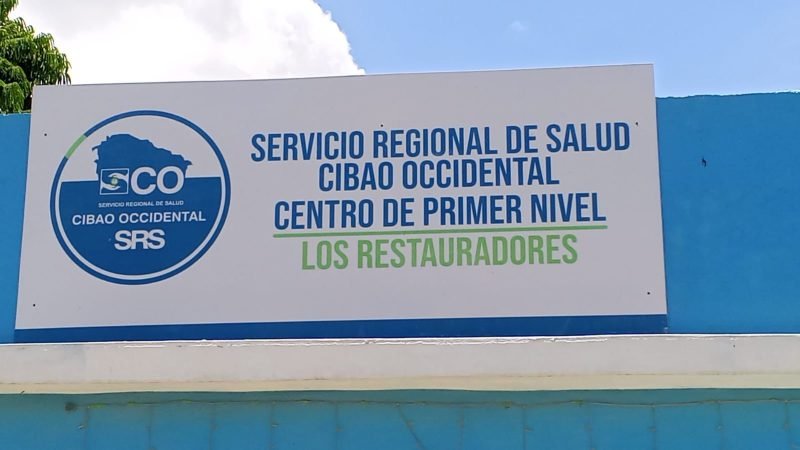 CO
SERVICIO REGIONAL DE SALUD
CIBAO OCCIDENTAL
SRS
SERVICIO REGIONAL DE SALUD
CIBAO OCCIDENTAL
CENTRO DE PRIMER NIVEL
LOS RESTAURADORES